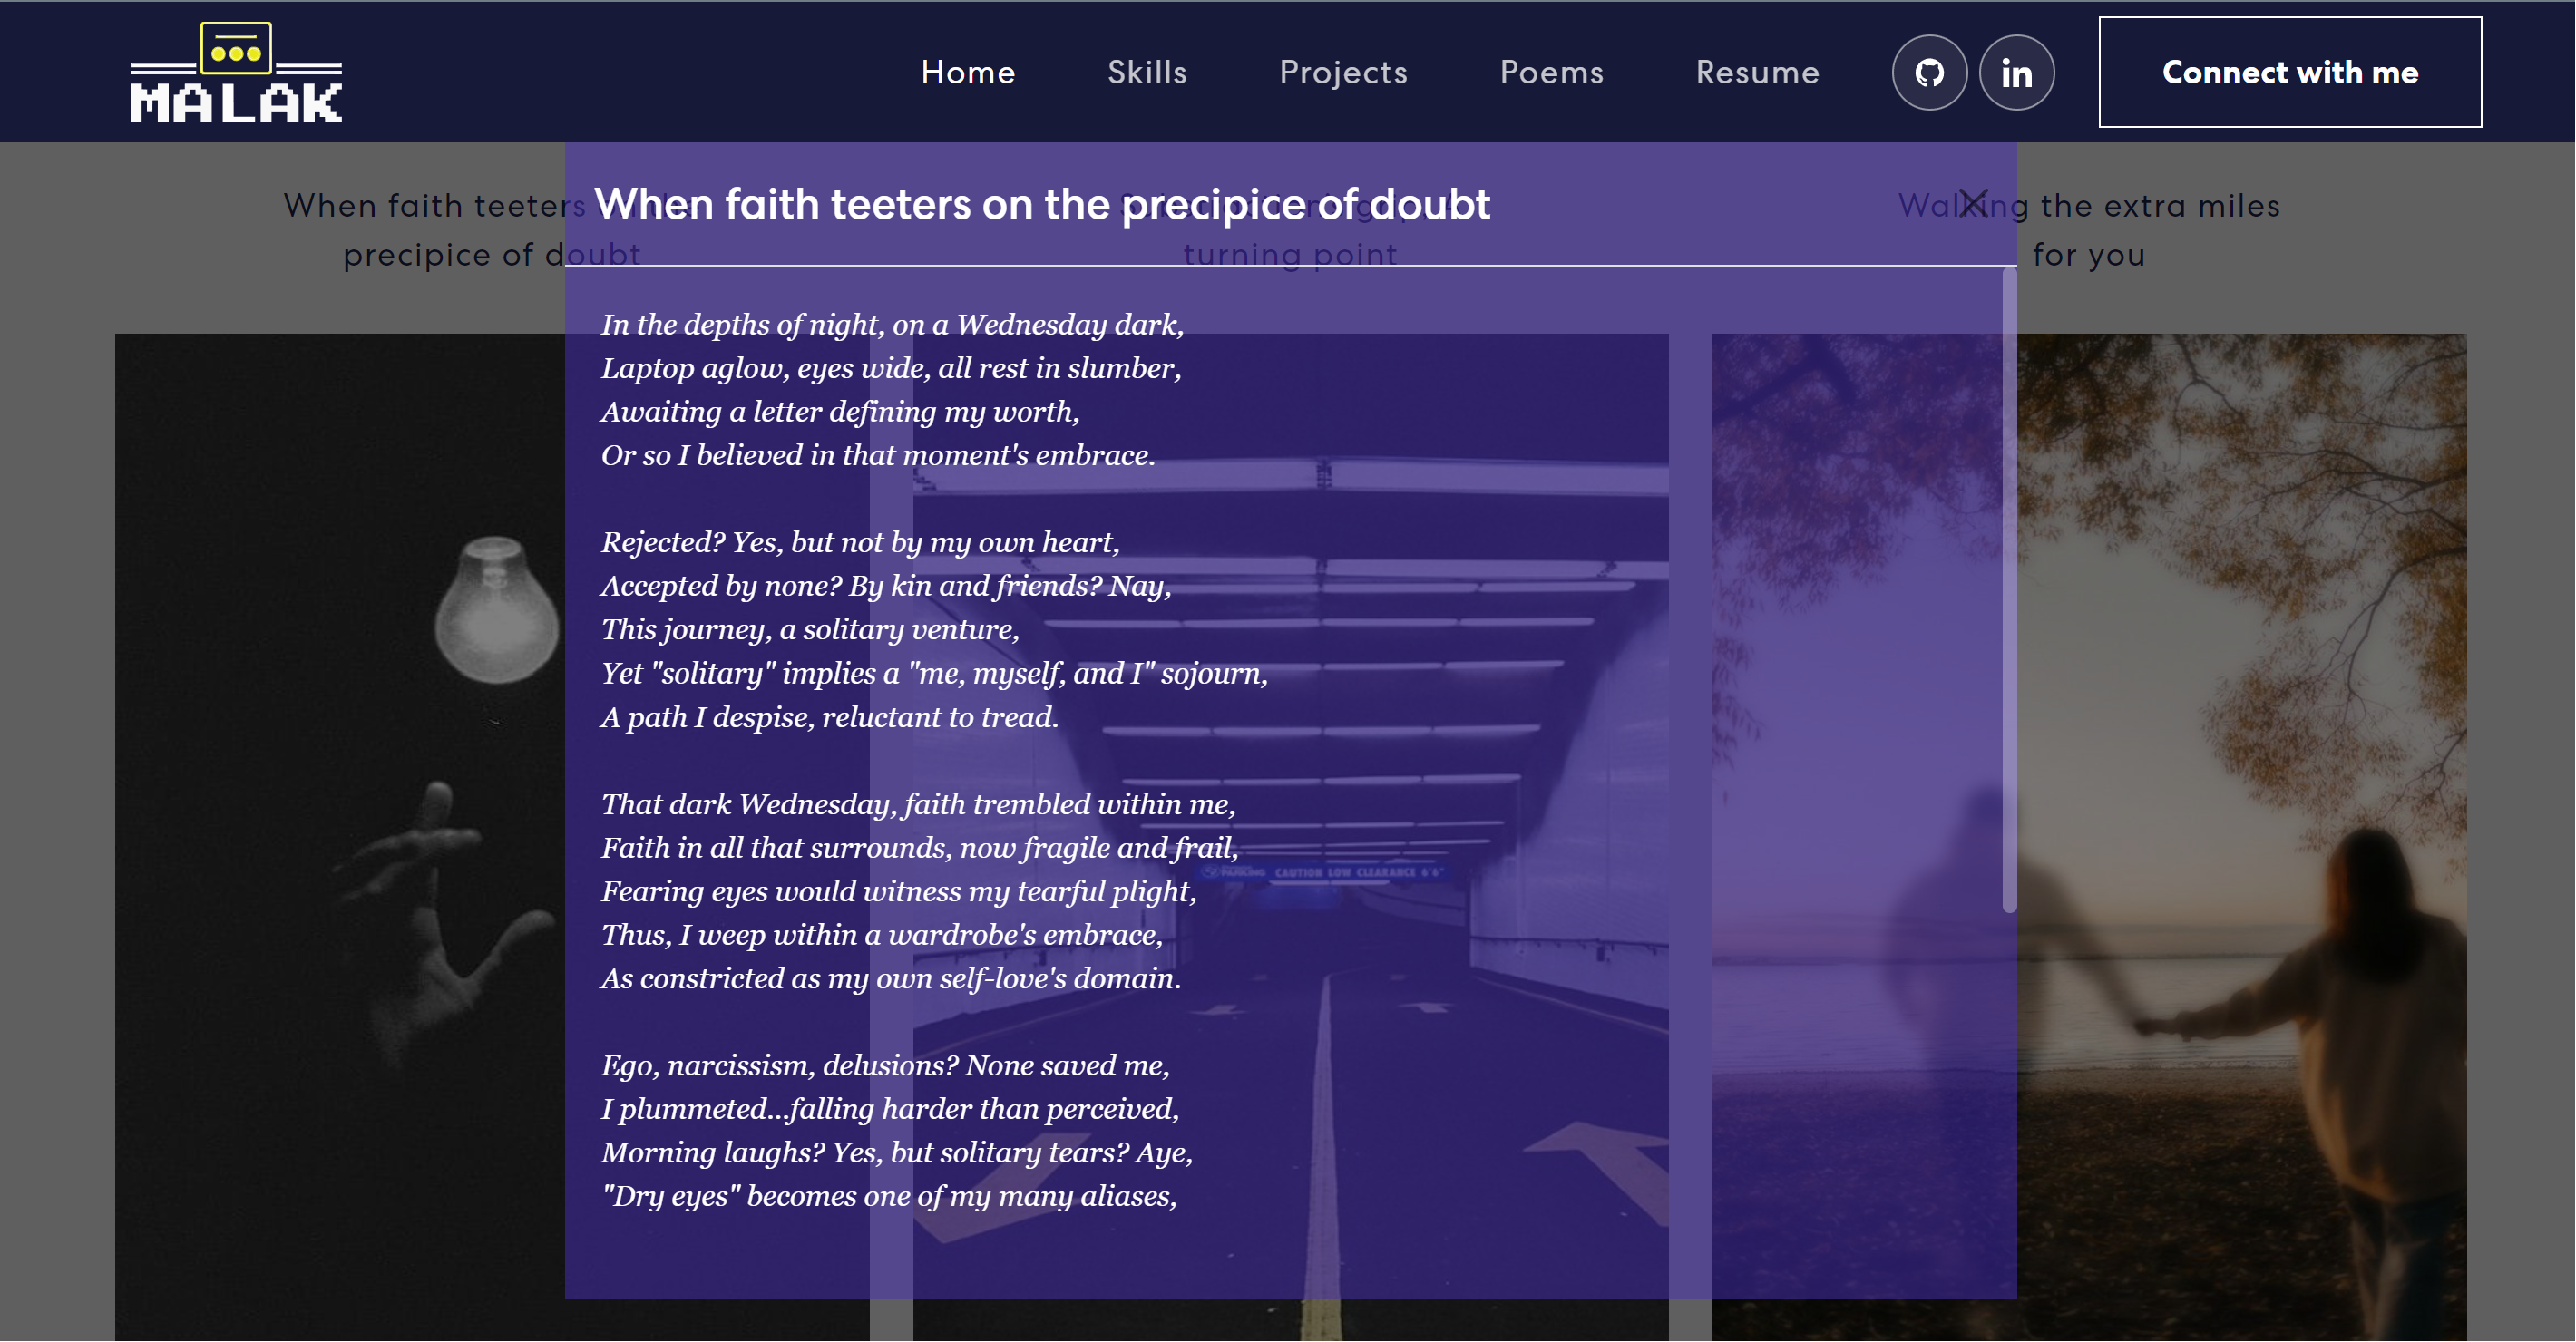 MALAK
Home
Skills
Projects
Poems
Resume
in
Connect with me
When faith teeters on the
precipice of doubt
turning point
Walking the extra miles
for you
When faith teeters on the precipice of doubt
In the depths of night, on a Wednesday dark,
Laptop aglow, eyes wide, all rest in slumber,
Awaiting a letter defining my worth,
Or so I believed in that moment's embrace.
Rejected? Yes, but not by my own heart,
Accepted by none? By kin and friends? Nay,
This journey, a solitary venture,
Yet "solitary" implies a "me, myself, and I" sojourn,
A path I despise, reluctant to tread.
That dark Wednesday, faith trembled within me,
Faith in all that surrounds, now fragile and frail,
Fearing eyes would witness my tearful plight,
Thus, I weep within a wardrobe's embrace,
As constricted as my own self-love's domain.
Ego, narcissism, delusions? None saved me,
I plummeted...falling harder than perceived,
Morning laughs? Yes, but solitary tears? Aye,
"Dry eyes" becomes one of my many aliases,
PARKING CAUTION LOW CLEARANCE 6'6"